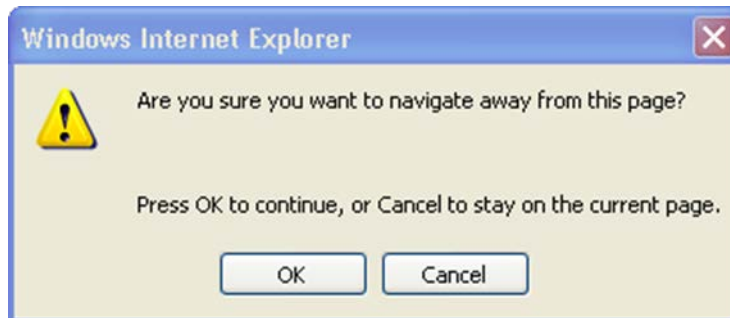 Windows Internet Explorer
Are you sure you want to navigate away from this page?
Press OK to continue, or Cancel to stay on the current page.
OK Cancel